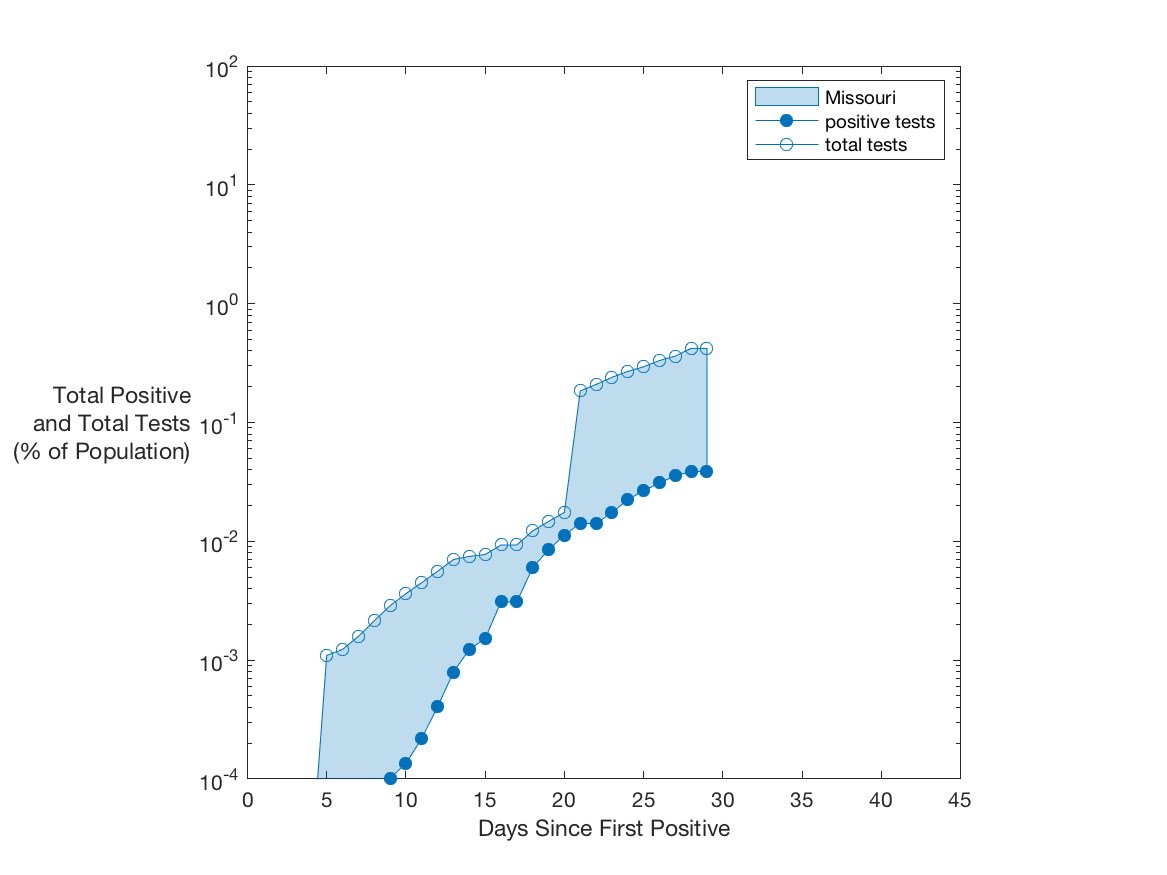 10^2
10^1
10^0
10^-1
10^-2
10^-3
10^-4
Total Positive
and Total Tests
(% of Population)
Missouri
positive tests
total tests
0 5 10 15 20 25 30 35 40 45
Days Since First Positive